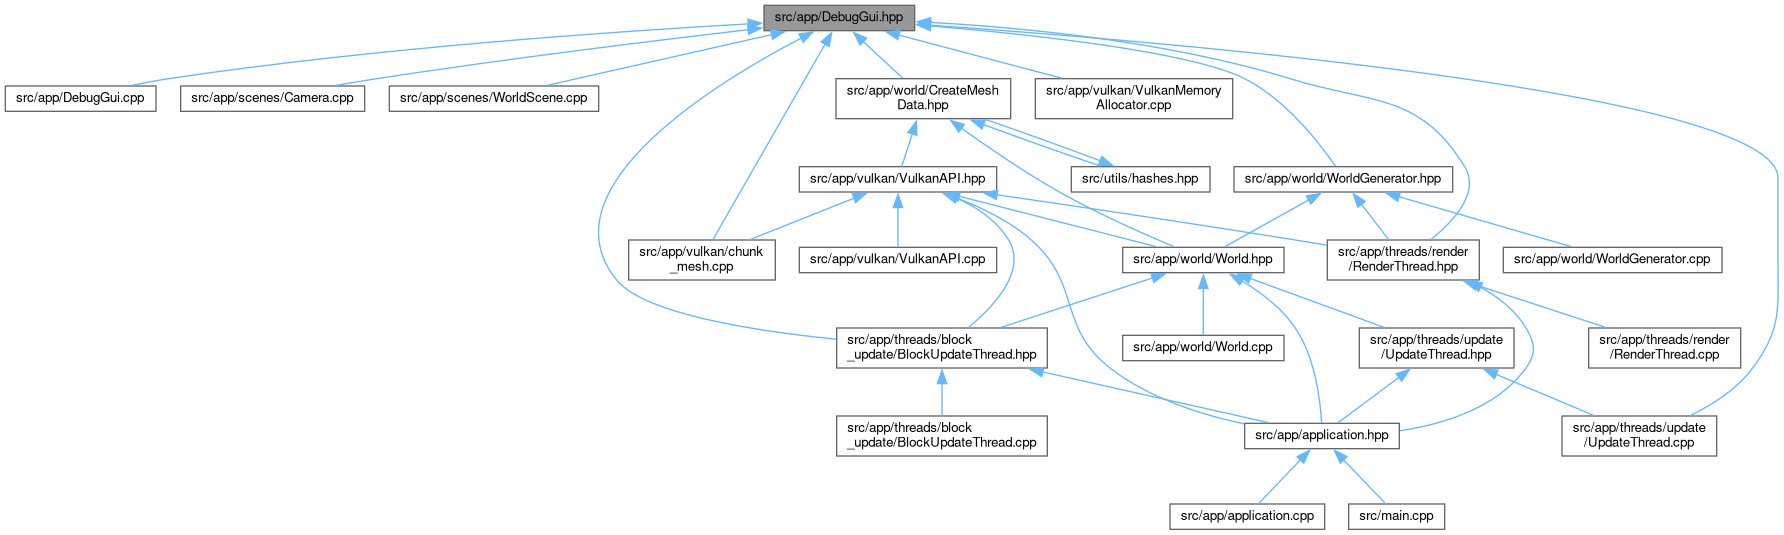 src/app/DebugGui.hpp
src/app/DebugGui.cpp
src/app/scenes/Camera.cpp
src/app/scenes/WorldScene.cpp
src/app/world/CreateMesh
Data.hpp
src/app/vulkan/VulkanMemory
Allocator.cpp
src/app/vulkan/VulkanAPI.hpp
src/utils/hashes.hpp
src/app/world/WorldGenerator.hpp
src/app/vulkan/chunk
_mesh.cpp
src/app/vulkan/VulkanAPI.cpp
src/app/world/World.hpp
src/app/threads/render
/RenderThread.hpp
src/app/world/WorldGenerator.cpp
src/app/threads/block
_update/BlockUpdateThread.hpp
src/app/world/World.cpp
src/app/threads/update
/UpdateThread.hpp
src/app/threads/render
/RenderThread.cpp
src/app/threads/block
_update/BlockUpdateThread.cpp
src/app/application.hpp
src/app/threads/update
/UpdateThread.cpp
src/app/application.cpp
src/main.cpp